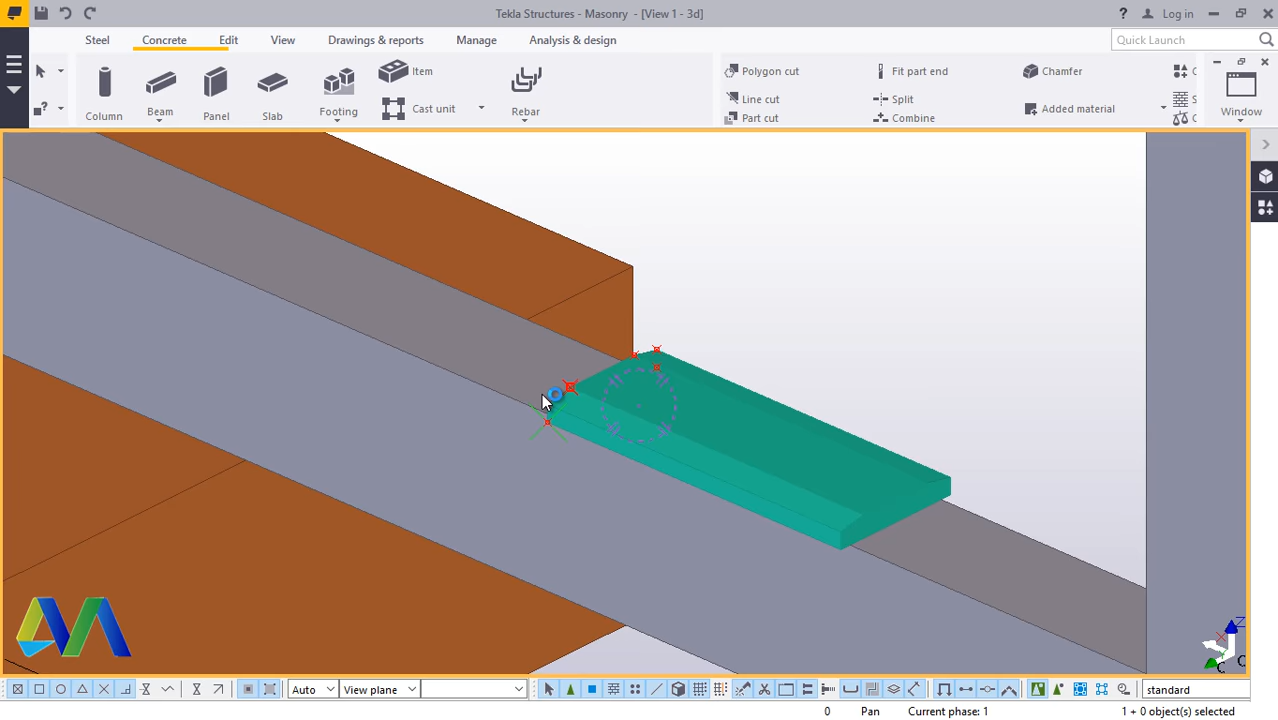 Tekla Structures - Masonry - [View 1 - 3d]
Log in
Steel
Concrete
Edit
View
Drawings & reports
Manage
Analysis & design
Quick Launch
Column
Beam
Panel
Slab
Footing
Item
Cast unit
Rebar
Polygon cut
Line cut
Part cut
Fit part end
Split
Combine
Chamfer
Added material
Window
Z
X
Auto
View plane
standard
0
Pan
Current phase: 1
1 + 0 object(s) selected